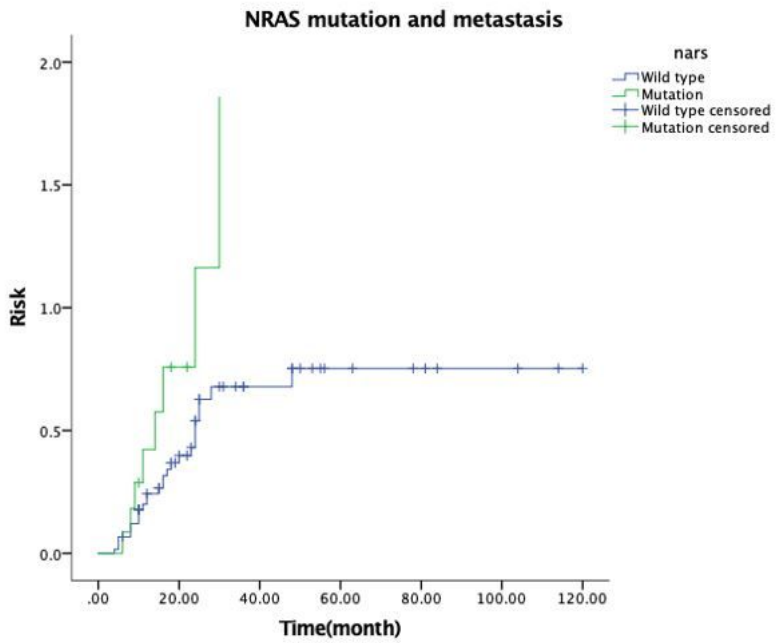 NRAS mutation and metastasis
nars
Wild type
Mutation
Wild type censored
Mutation censored
2.0
1.5
1.0
0.5
0.0
Risk
.00 20.00 40.00 60.00 80.00 100.00 120.00
Time(month)